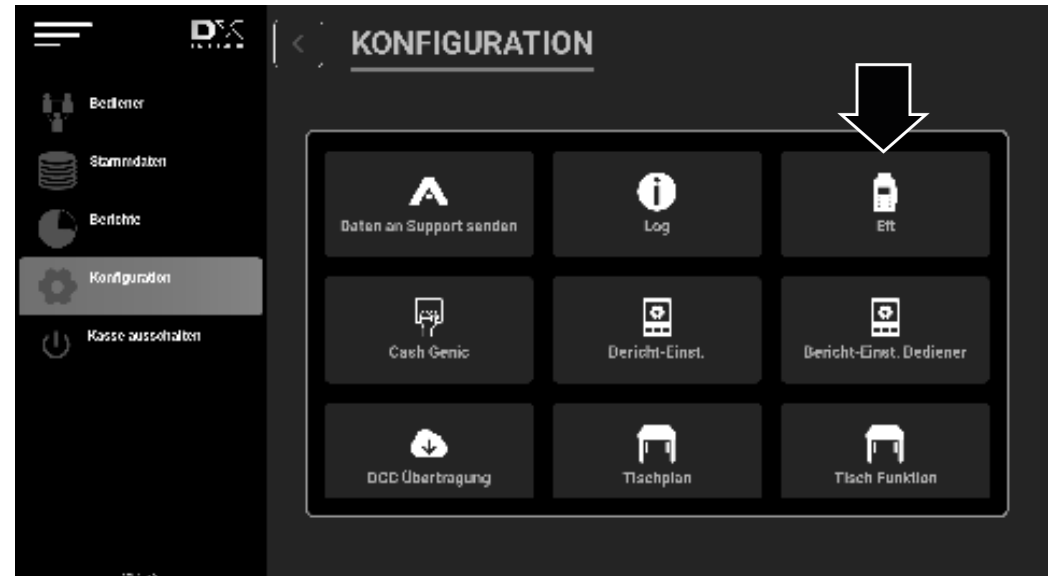 DX
KONFIGURATION
Bediener
Stammdaten
Berichte
Konfiguration
Kasse ausschalten
Daten an Support senden
Log
Eft
Cash Genic
Bericht-Einst.
Bericht-Einst. Bediener
DCC Übertragung
Tischplan
Tisch Funktion